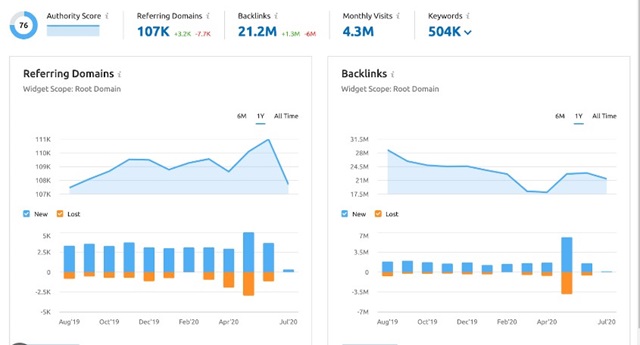 Authority Score i
76
Referring Domains i
107K +3.2K -7.7K
Backlinks i
21.2M +1.3M -6M
Monthly Visits i
4.3M
Keywords i
504K
Referring Domains i
Widget Scope: Root Domain
6M 1Y All Time
111K
110K
109K
108K
107K
New Lost
5K
2.5K
0
-2.5K
-5K
Aug'19 Oct'19 Dec'19 Feb'20 Apr'20 Jul'20
Backlinks i
Widget Scope: Root Domain
6M 1Y All Time
31.5M
28M
24.5M
21M
17.5M
New Lost
7M
3.5M
0
-3.5M
-7M
Aug'19 Oct'19 Dec'19 Feb'20 Apr'20 Jul'20